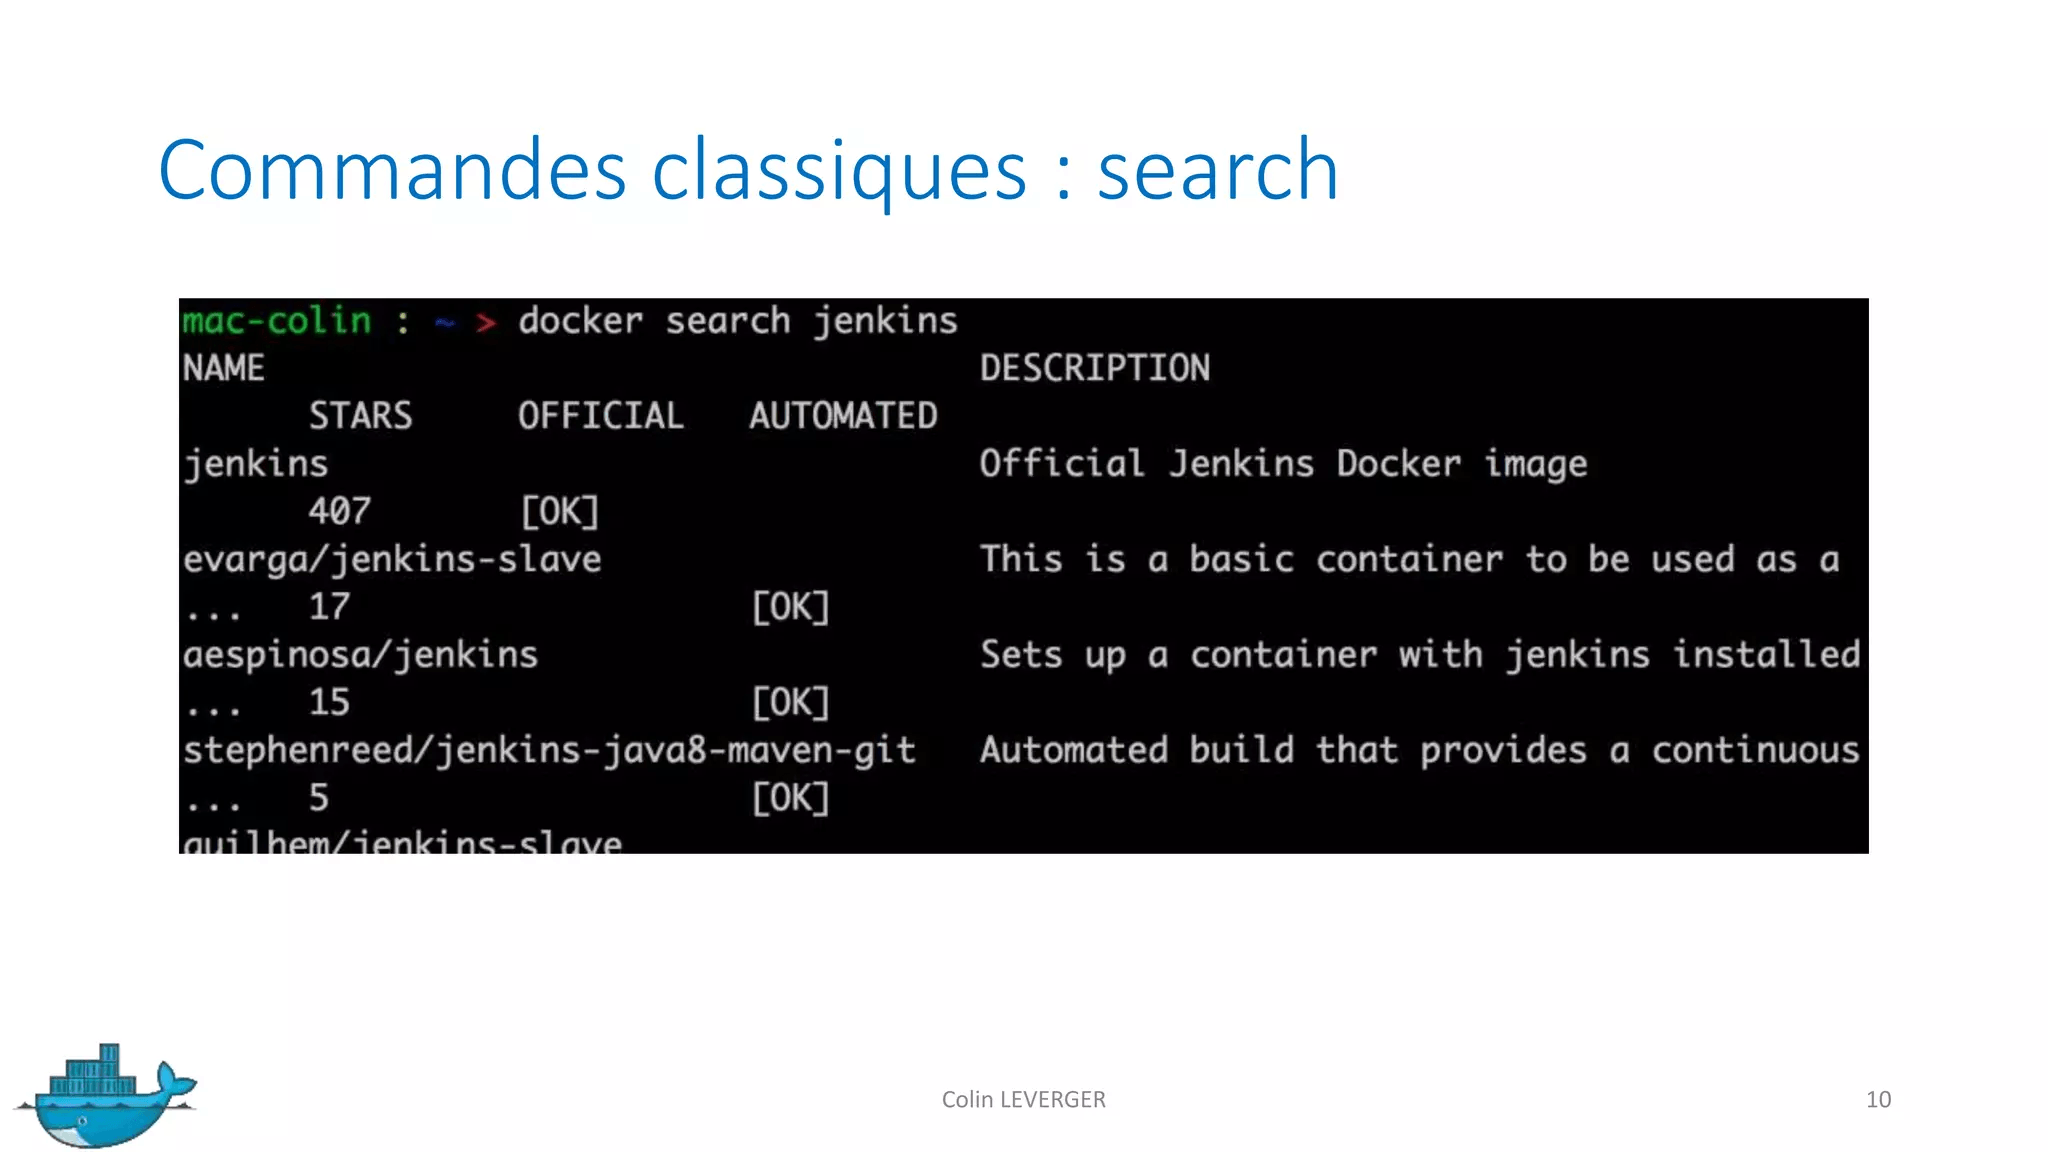 Commandes classiques : search
mac-colin : ~ > docker search jenkins
NAME DESCRIPTION
STARS OFFICIAL AUTOMATED
jenkins Official Jenkins Docker image
407 [OK]
evarga/jenkins-slave This is a basic container to be used as a
... 17 [OK]
aespinosa/jenkins Sets up a container with jenkins installed
... 15 [OK]
stephenreed/jenkins-java8-maven-git Automated build that provides a continuous
... 5 [OK]
guilhem/jenkins-slave
Colin LEVERGER
10